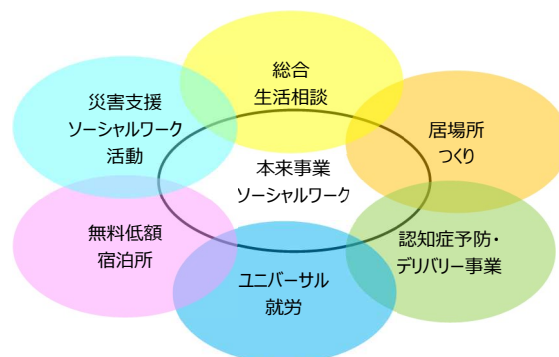 総合
生活相談
災害支援
ソーシャルワーク
活動
居場所
つくり
本来事業
ソーシャルワーク
無料低額
宿泊所
認知症予防・
デリバリー事業
ユニバーサル
就労